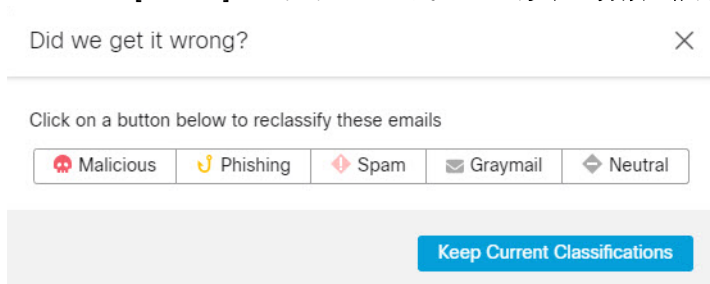 Did we get it wrong?
Click on a button below to reclassify these emails
Malicious Phishing Spam Graymail Neutral
Keep Current Classifications